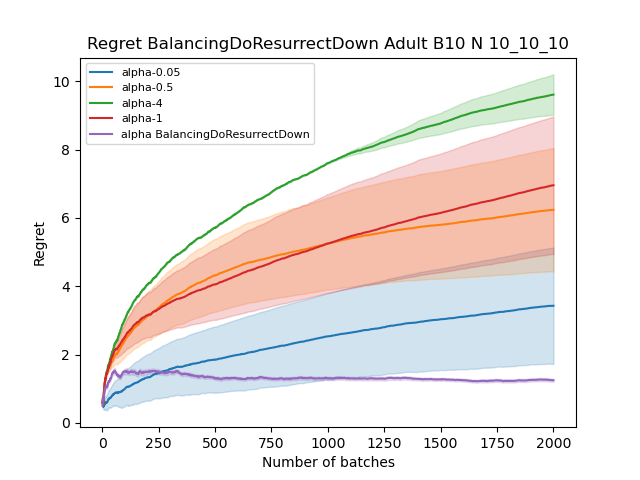 Regret BalancingDoResurrectDown Adult B10 N 10_10_10
alpha-0.05
alpha-0.5
alpha-4
alpha-1
alpha BalancingDoResurrectDown
Regret
10
8
6
4
2
0
0 250 500 750 1000 1250 1500 1750 2000
Number of batches